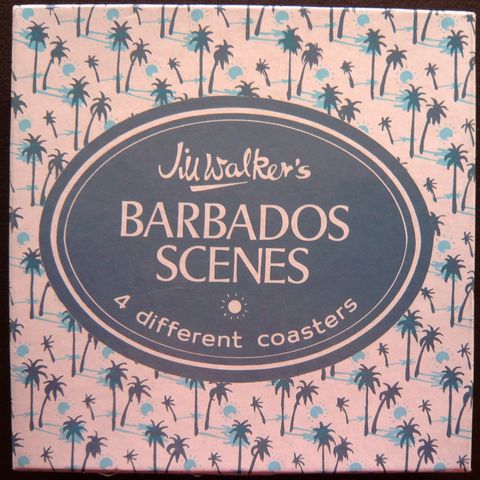 Jill Walker's
BARBADOS
SCENES
4 different coasters